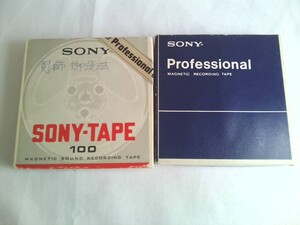 SONY
Professional
SONY-TAPE
100
MAGNETIC SOUND RECORDING TAPE
SONY
Professional
MAGNETIC RECORDING TAPE